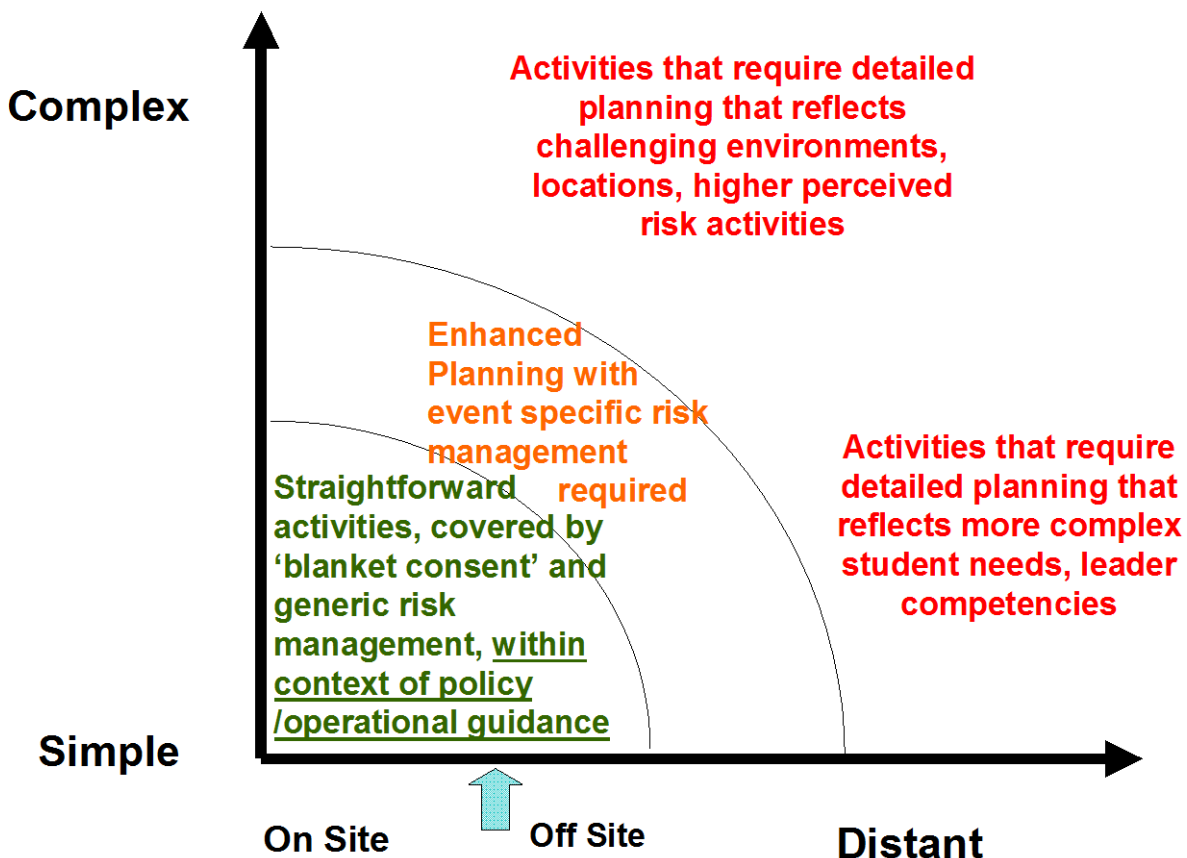 Complex
Activities that require detailed
planning that reflects
challenging environments,
locations, higher perceived
risk activities
Enhanced
Planning with
event specific risk
management
required
Activities that require
detailed planning that
reflects more complex
student needs, leader
competencies
Straightforward
activities, covered by
‘blanket consent’ and
generic risk
management, within
context of policy
/operational guidance
Simple
On Site
Off Site
Distant